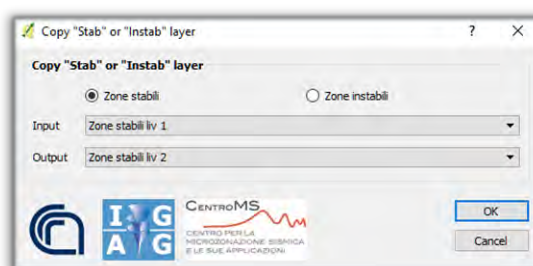 Copy "Stab" or "Instab" layer
?
X
Copy "Stab" or "Instab" layer
Zone stabili
Zone instabili
Input
Zone stabili liv 1
Output
Zone stabili liv 2
I G
A G
CENTROMS
CENTRO PER LA
MICROZONAZIONE SISMICA
E LE SUE APPLICAZIONI
OK
Cancel